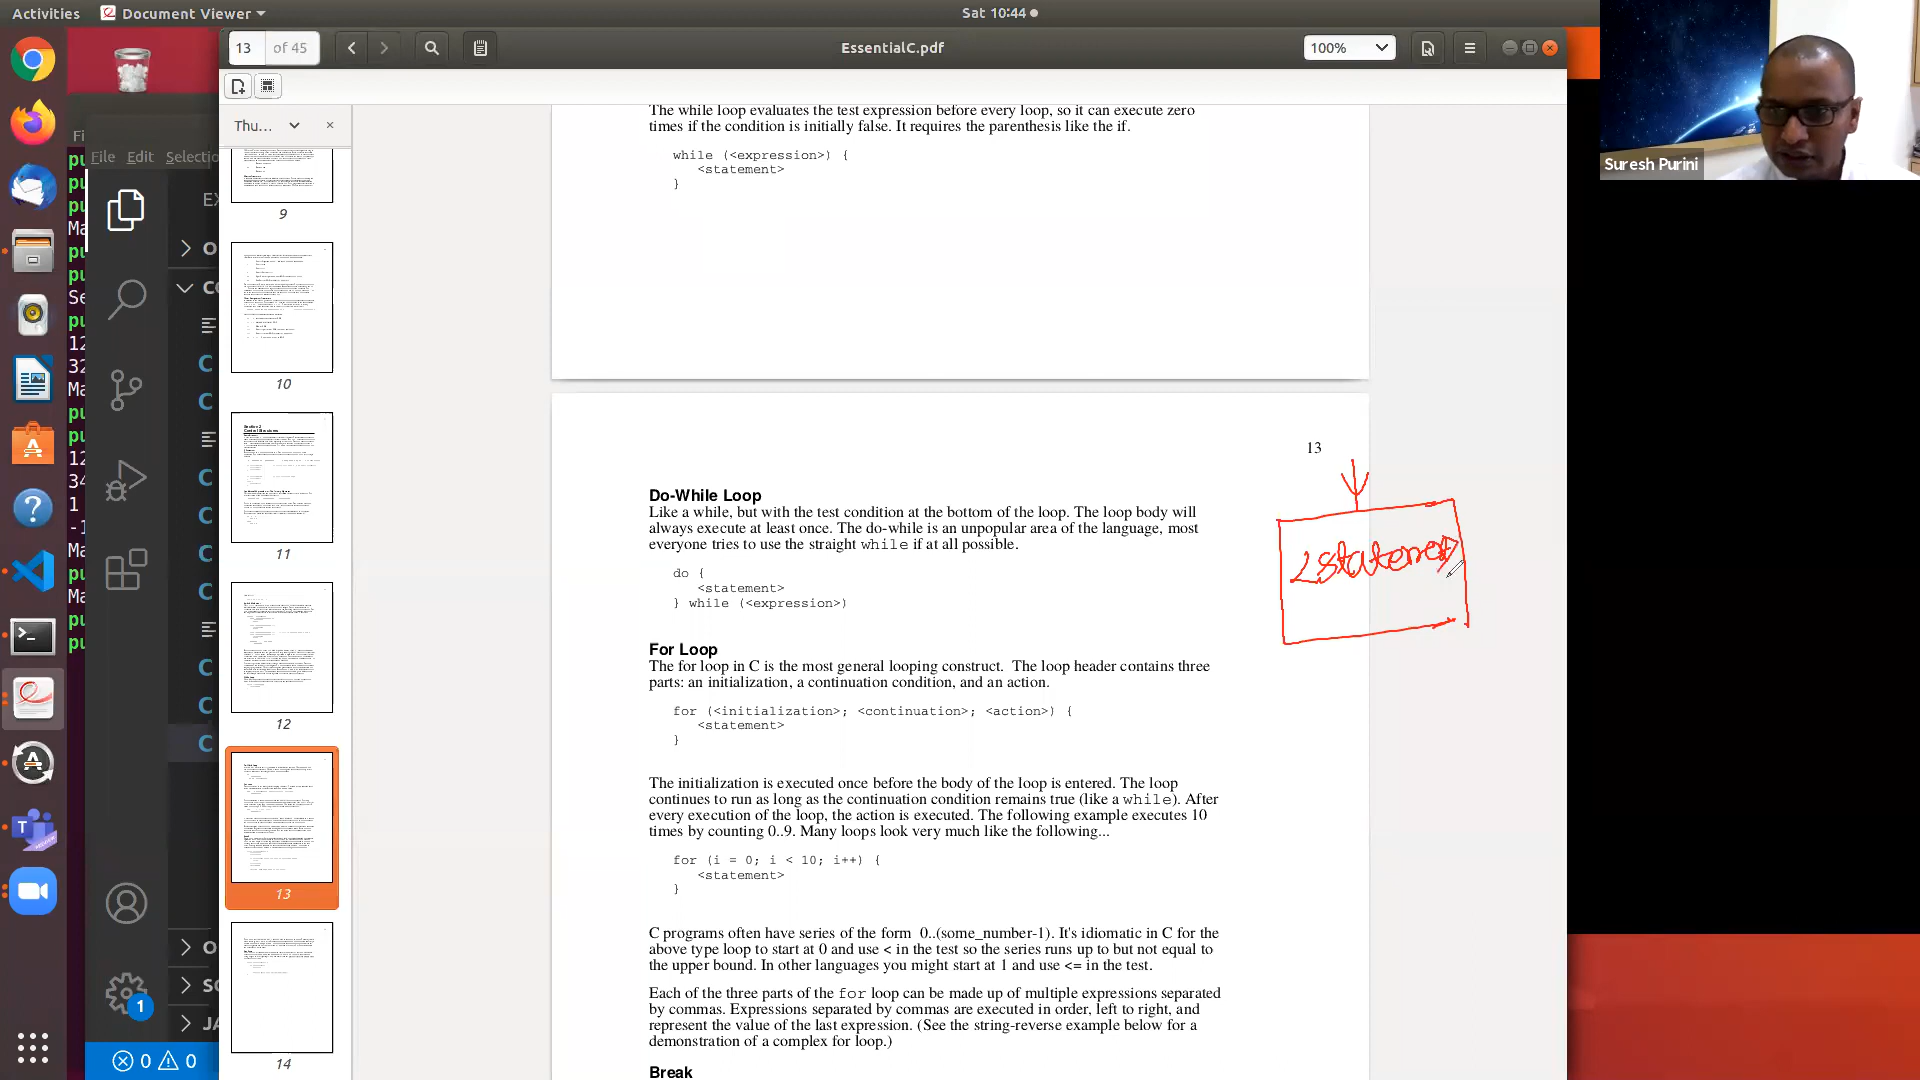 Activities
Document Viewer
Sat 10:44
13
of 45
EssentialC.pdf
100%
Thu...
File Edit Selectio
9
10
11
12
13
14
The while loop evaluates the test expression before every loop, so it can execute zero
times if the condition is initially false. It requires the parenthesis like the if.
while (<expression>) {
<statement>
}
13
Do-While Loop
Like a while, but with the test condition at the bottom of the loop. The loop body will
always execute at least once. The do-while is an unpopular area of the language, most
everyone tries to use the straight while if at all possible.
do {
<statement>
} while (<expression>)
<statement>
For Loop
The for loop in C is the most general looping construct. The loop header contains three
parts: an initialization, a continuation condition, and an action.
for (<initialization>; <continuation>; <action>) {
<statement>
}
The initialization is executed once before the body of the loop is entered. The loop
continues to run as long as the continuation condition remains true (like a while). After
every execution of the loop, the action is executed. The following example executes 10
times by counting 0..9. Many loops look very much like the following...
for (i = 0; i < 10; i++) {
<statement>
}
C programs often have series of the form 0..(some_number-1). It's idiomatic in C for the
above type loop to start at 0 and use < in the test so the series runs up to but not equal to
the upper bound. In other languages you might start at 1 and use <= in the test.
Each of the three parts of the for loop can be made up of multiple expressions separated
by commas. Expressions separated by commas are executed in order, left to right, and
represent the value of the last expression. (See the string-reverse example below for a
demonstration of a complex for loop.)
Break
Suresh Purini
1
0 0